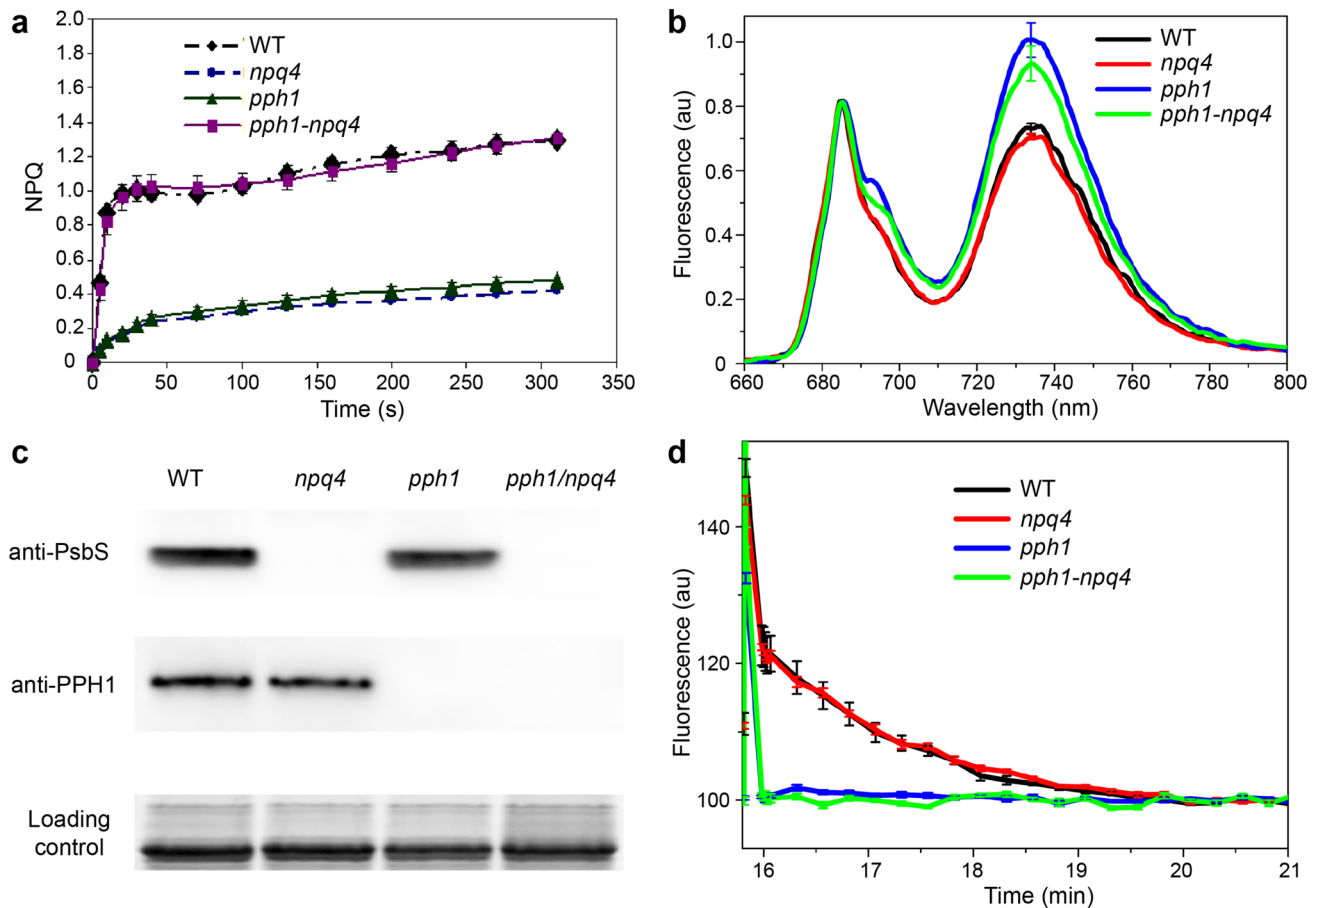 a
2.0
1.8
1.6
1.4
1.2
1.0
0.8
0.6
0.4
0.2
0
NPQ
WT
npq4
pph1
pph1-npq4
0
50
100
150
200
250
300
350
Time (s)
b
1.0
0.8
0.6
0.4
0.2
0
Fluorescence (au)
WT
npq4
pph1
pph1-npq4
660
680
700
720
740
760
780
800
Wavelength (nm)
c
WT
npq4
pph1
pph1/npq4
anti-PsbS
anti-PPH1
Loading
control
d
140
120
100
Fluorescence (au)
WT
npq4
pph1
pph1-npq4
16
17
18
19
20
21
Time (min)